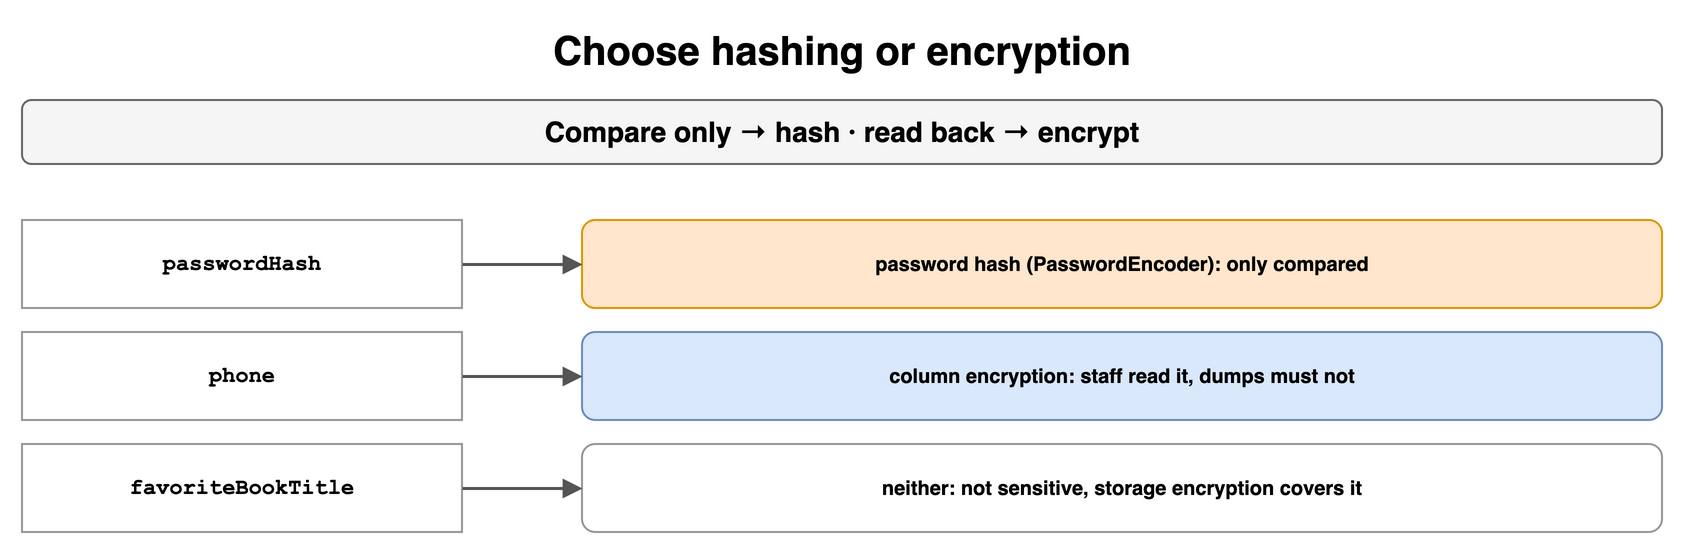 Choose hashing or encryption
Compare only → hash · read back → encrypt
passwordHash
password hash (PasswordEncoder): only compared
phone
column encryption: staff read it, dumps must not
favoriteBookTitle
neither: not sensitive, storage encryption covers it